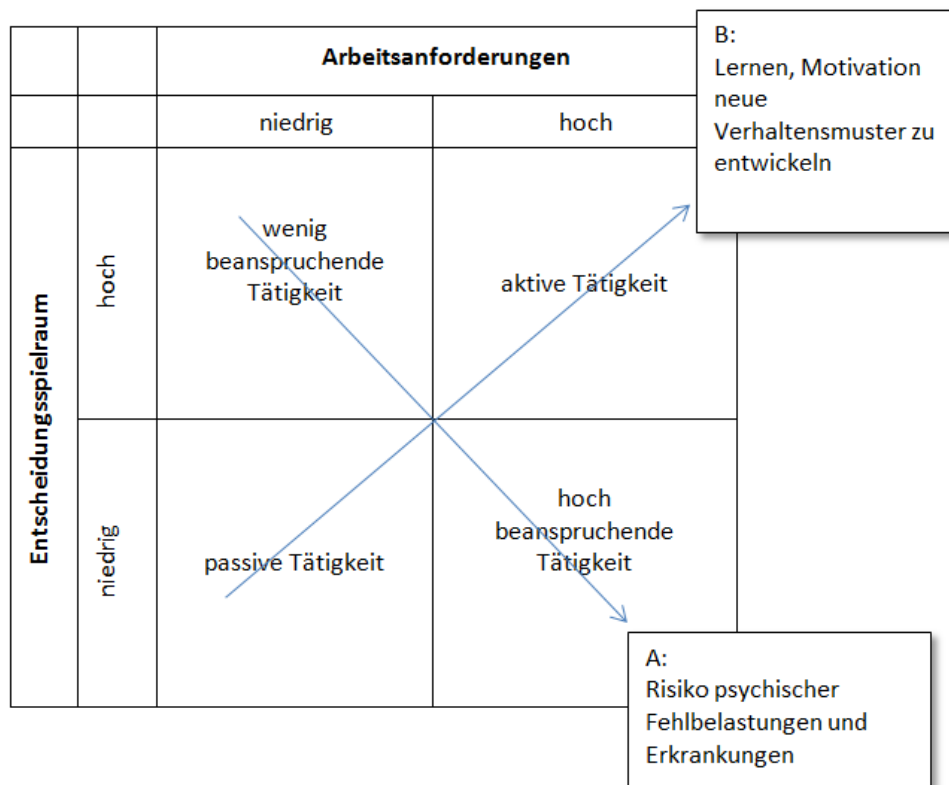 Arbeitsanforderungen
B:
Lernen, Motivation
neue
Verhaltensmuster zu
entwickeln
niedrig
hoch
Entscheidungsspielraum
hoch
wenig
beanspruchende
Tätigkeit
aktive Tätigkeit
niedrig
passive Tätigkeit
hoch
beanspruchende
Tätigkeit
A:
Risiko psychischer
Fehlbelastungen und
Erkrankungen